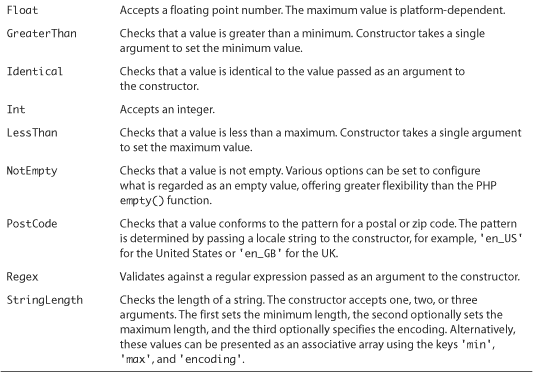 Float Accepts a floating point number. The maximum value is platform-dependent.
GreaterThan Checks that a value is greater than a minimum. Constructor takes a single
argument to set the minimum value.
Identical Checks that a value is identical to the value passed as an argument to
the constructor.
Int Accepts an integer.
LessThan Checks that a value is less than a maximum. Constructor takes a single argument
to set the maximum value.
NotEmpty Checks that a value is not empty. Various options can be set to configure
what is regarded as an empty value, offering greater flexibility than the PHP
empty() function.
PostCode Checks that a value conforms to the pattern for a postal or zip code. The pattern
is determined by passing a locale string to the constructor, for example, 'en_US'
for the United States or 'en_GB' for the UK.
Regex Validates against a regular expression passed as an argument to the constructor.
StringLength Checks the length of a string. The constructor accepts one, two, or three
arguments. The first sets the minimum length, the second optionally sets the
maximum length, and the third optionally specifies the encoding. Alternatively,
these values can be presented as an associative array using the keys 'min',
'max', and 'encoding'.